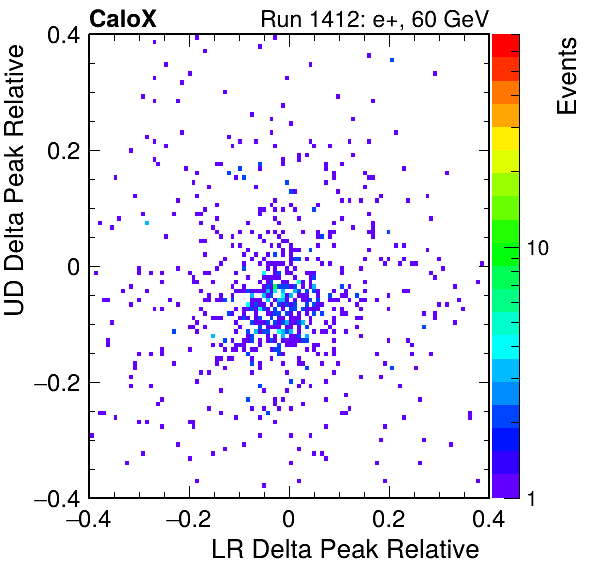 CaloX Run 1412: e+, 60 GeV
UD Delta Peak Relative
0.4
0.2
0
−0.2
−0.4
−0.4 −0.2 0 0.2 0.4
LR Delta Peak Relative
Events
10
1